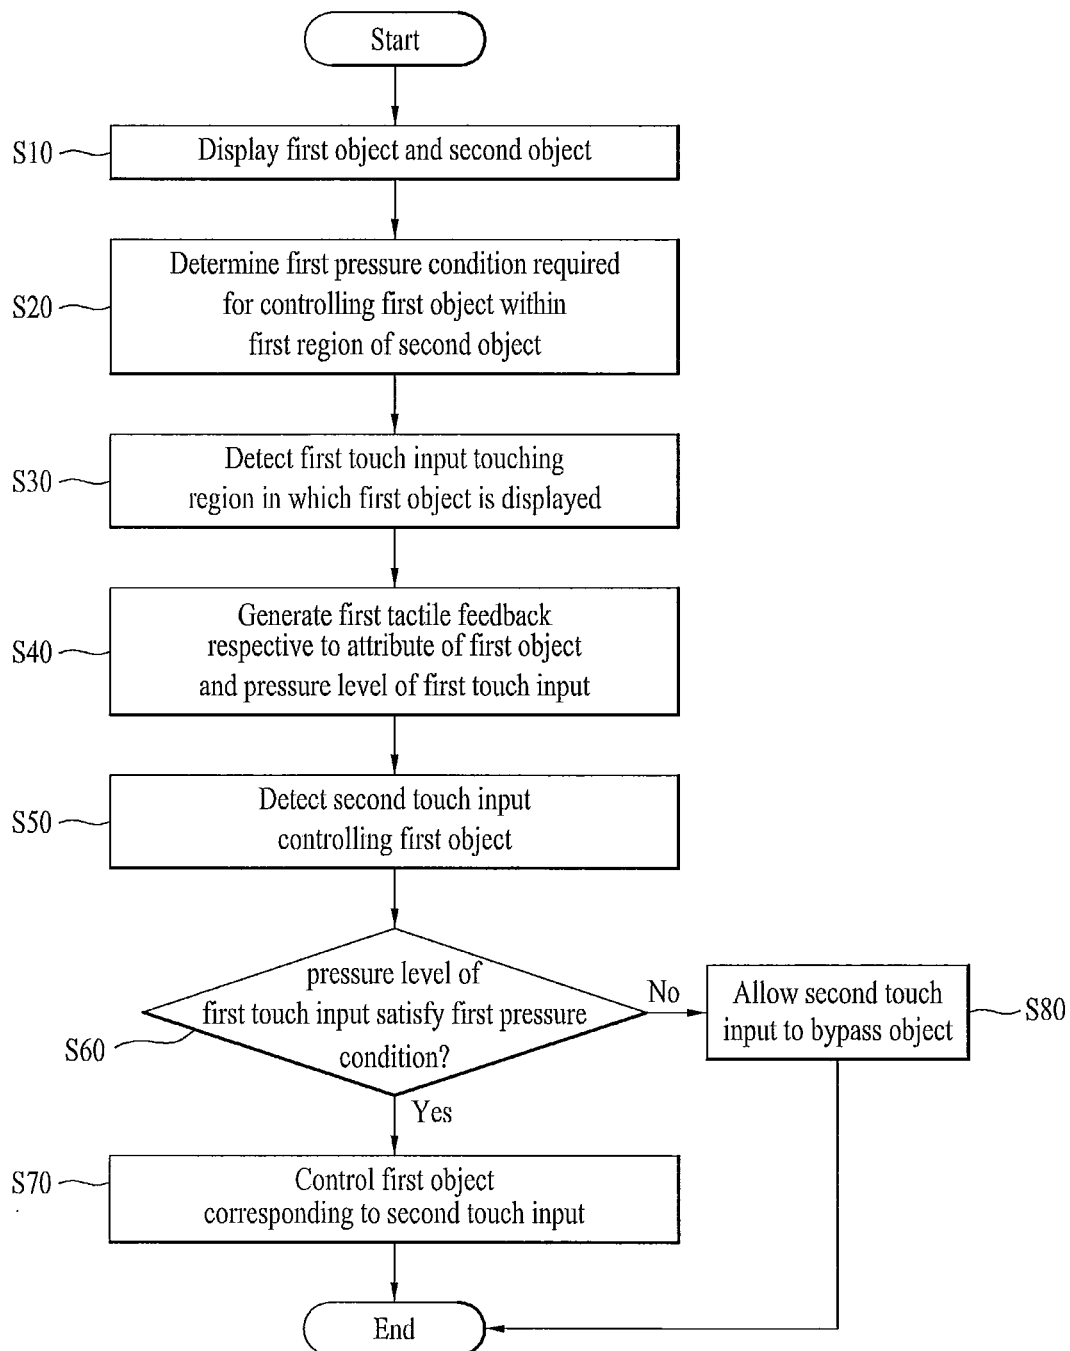 Start
S10
Display first object and second object
S20
Determine first pressure condition required
for controlling first object within
first region of second object
S30
Detect first touch input touching
region in which first object is displayed
S40
Generate first tactile feedback
respective to attribute of first object
and pressure level of first touch input
S50
Detect second touch input
controlling first object
S60
pressure level of
first touch input satisfy first pressure
condition?
No
Allow second touch
input to bypass object
S80
Yes
S70
Control first object
corresponding to second touch input
End